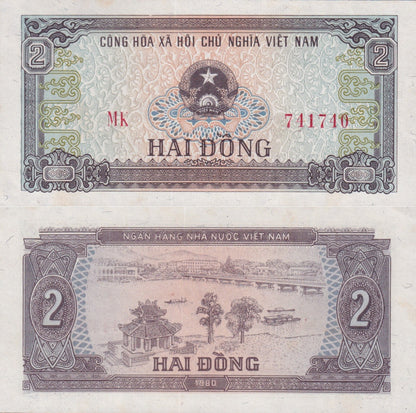 2 CÔNG HÒA XÃ HỘI CHỦ NGHĨA VIỆT NAM 2
MK 741740
HAI ĐỒNG
NGÂN HÀNG NHÀ NƯỚC VIỆT NAM
2 2
HAI ĐỒNG
1980